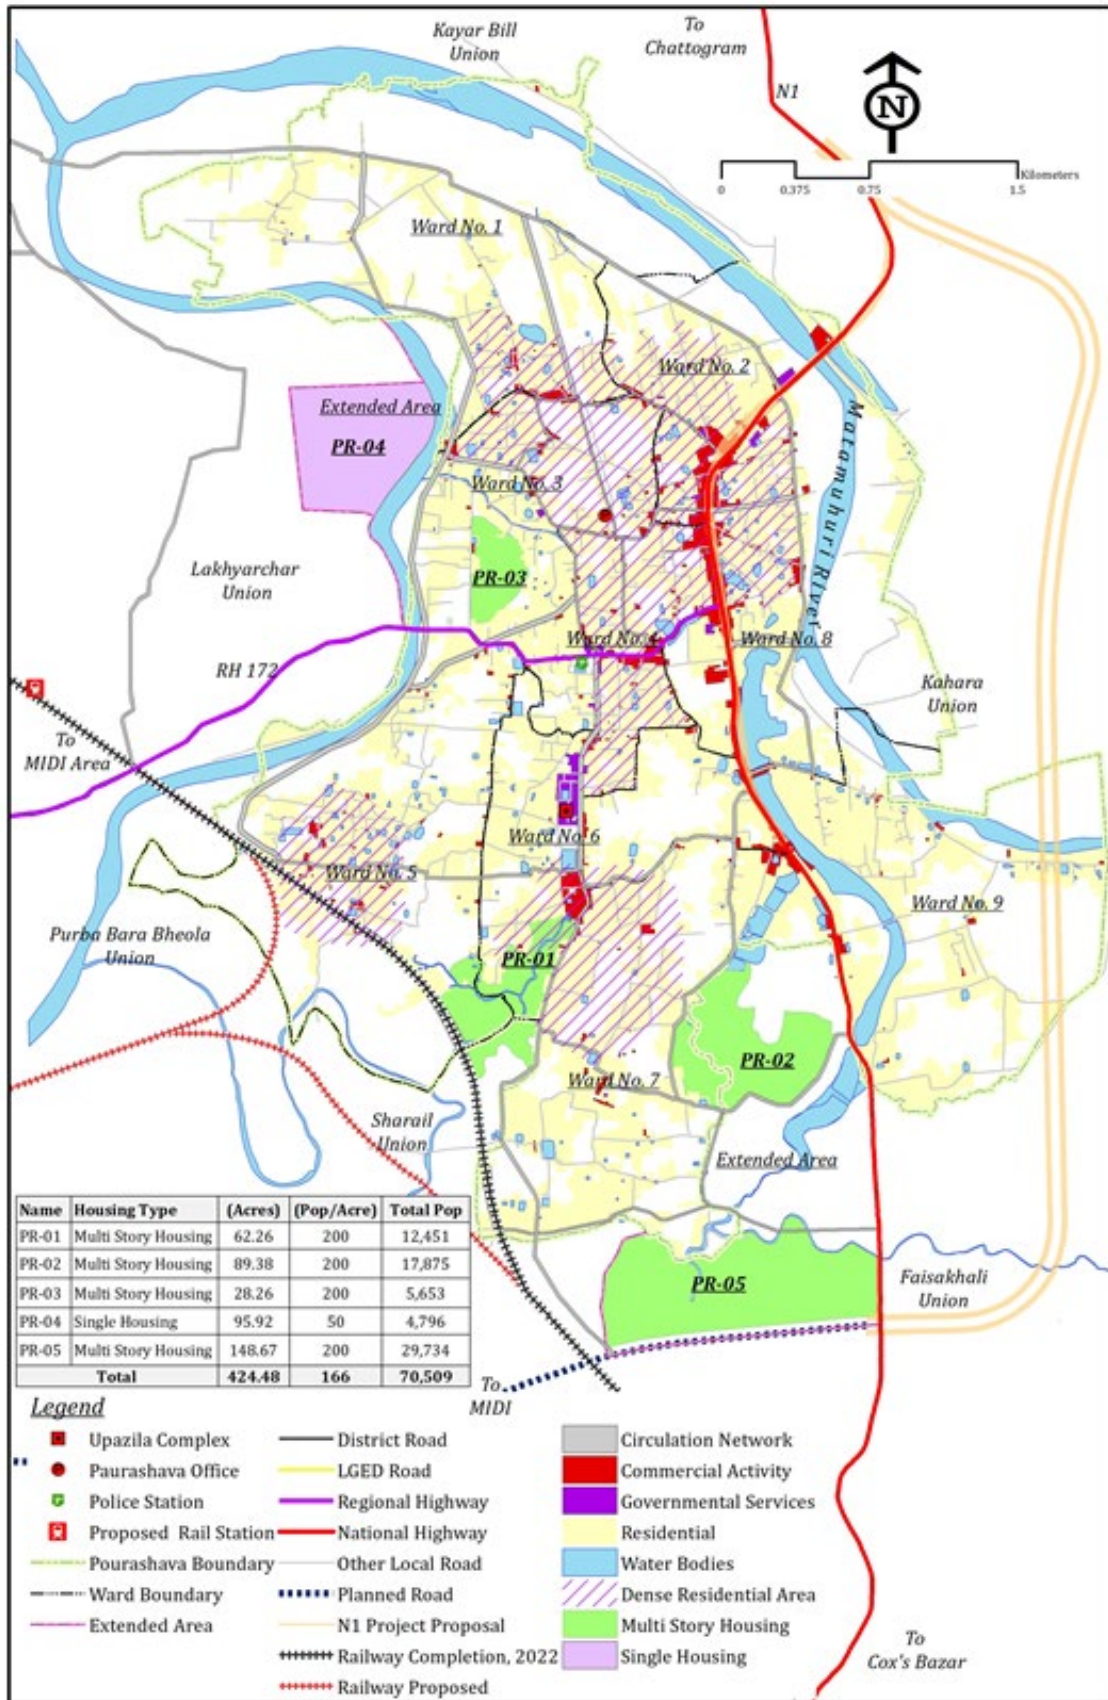 Kayar Bill
Union
To
Chattogram
N1
N
0 0.375 0.75 1.5
Kilometers
Ward No. 1
Ward No. 2
Extended Area
PR-04
Matamuhuri River
Ward No. 3
PR-03
Lakhyarchar
Union
Ward No. 4
Ward No. 8
RH 172
Kahara
Union
To
MIDI Area
Ward No. 6
Ward No. 5
Ward No. 9
Purba Bara Bheola
Union
PR-01
PR-02
Ward No. 7
Sharail
Union
Extended Area
Name Housing Type (Acres) (Pop/Acre) Total Pop
PR-01 Multi Story Housing 62.26 200 12,451
PR-02 Multi Story Housing 89.38 200 17,875
PR-03 Multi Story Housing 28.26 200 5,653
PR-04 Single Housing 95.92 50 4,796
PR-05 Multi Story Housing 148.67 200 29,734
Total 424.48 166 70,509
PR-05
Faisakhali
Union
To
MIDI
Legend
Upazila Complex
Paurashava Office
Police Station
Proposed Rail Station
Pourashava Boundary
Ward Boundary
Extended Area
District Road
LGED Road
Regional Highway
National Highway
Other Local Road
Planned Road
N1 Project Proposal
Railway Completion, 2022
Railway Proposed
Circulation Network
Commercial Activity
Governmental Services
Residential
Water Bodies
Dense Residential Area
Multi Story Housing
Single Housing
To
Cox's Bazar